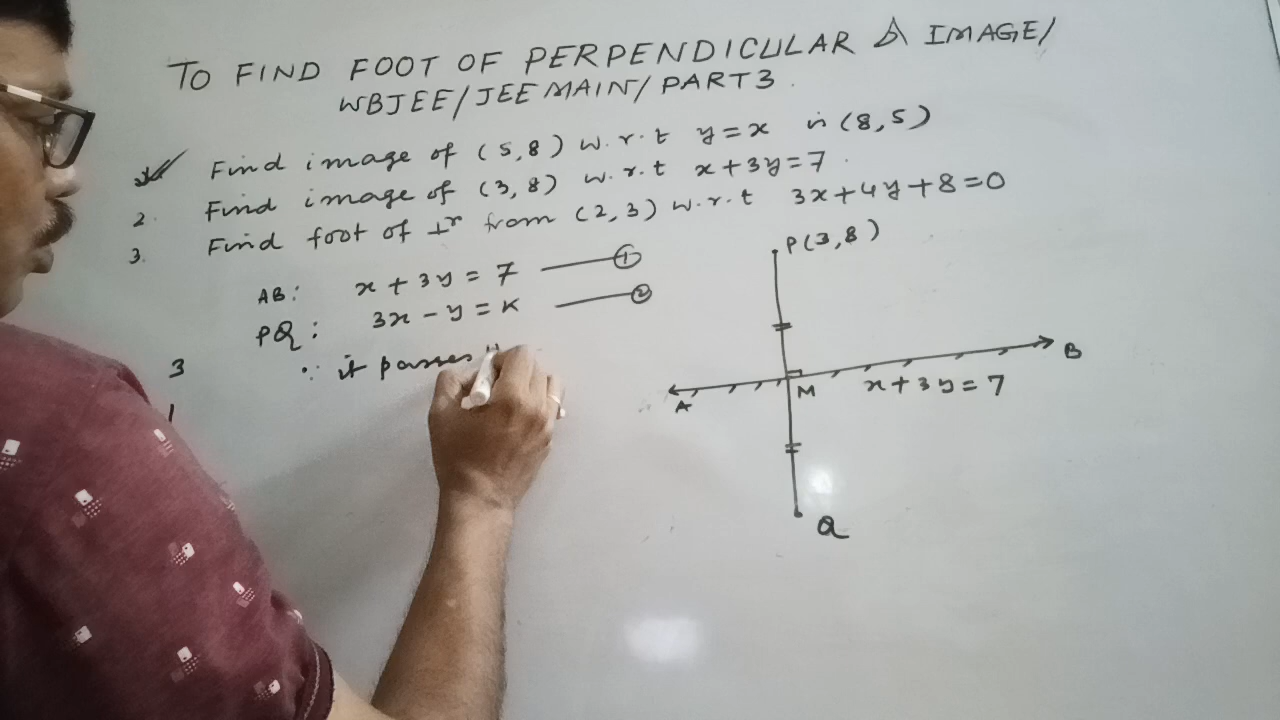 TO FIND FOOT OF PERPENDICULAR & IMAGE/
WBJEE/JEE MAIN/PART3.
Find image of (5,8) w.r.t y=x is (8,5)
2. Find image of (3,8) w.r.t x+3y=7.
3. Find foot of ⊥r from (2,3) w.r.t 3x+4y+8=0
AB: x+3y=7 ①
PQ: 3x-y=K ②
∵ it passes
3
1
P(3,8)
A
M
B
x+3y=7
Q